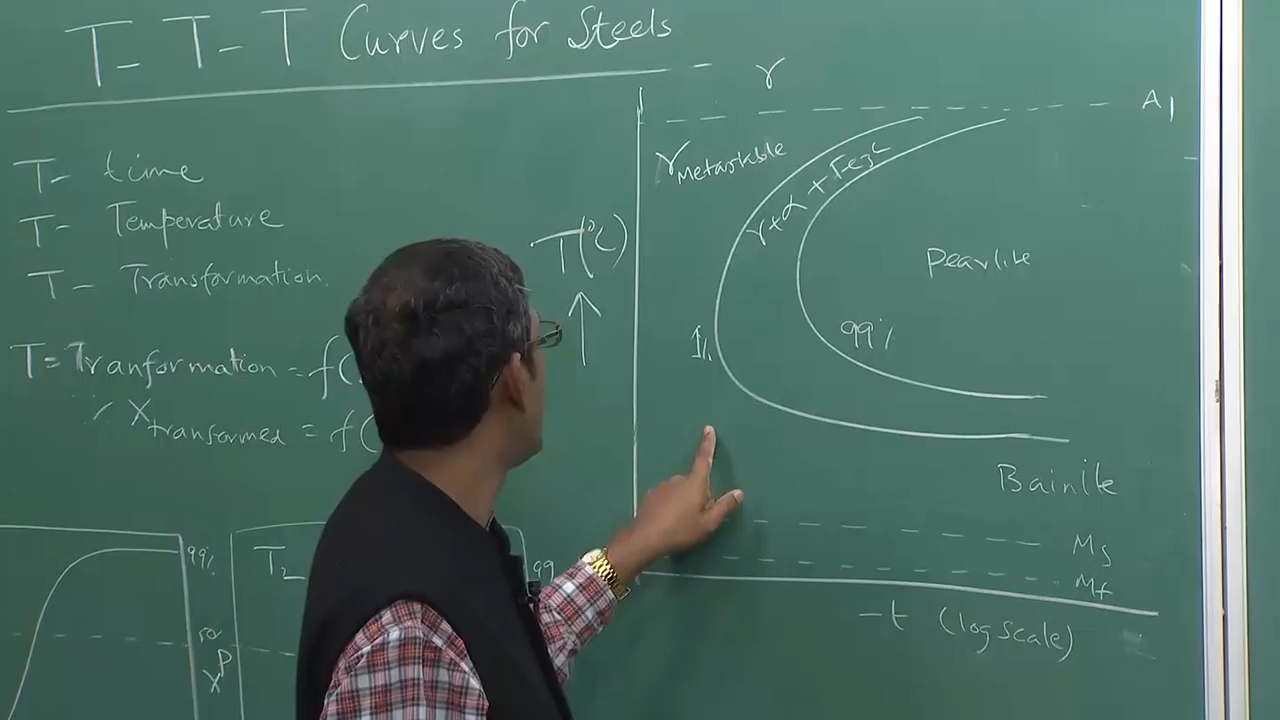 T-T-T Curves for Steels
T- time
T- Temperature
T- Transformation.
T= Tranformation = f(
% X transformed = f(
T(°C)
γ
A1
γ Metastable
γ+α + Fe3C
Pearlite
1%
99%
Bainite
Ms
Mf
-t (log scale)
99%
50
XP
T2
99